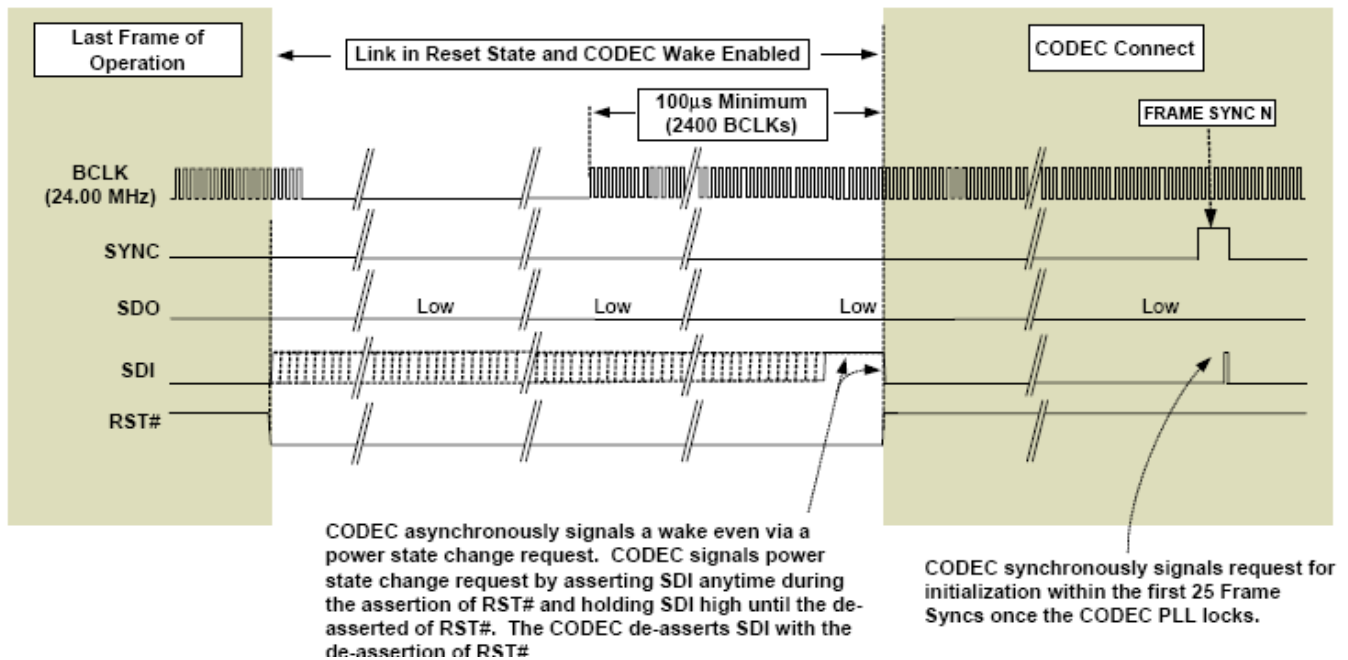 Last Frame of
Operation
Link in Reset State and CODEC Wake Enabled
CODEC Connect
100µs Minimum
(2400 BCLKs)
FRAME SYNC N
BCLK
(24.00 MHz)
SYNC
SDO
Low
Low
Low
Low
SDI
RST#
CODEC asynchronously signals a wake even via a
power state change request. CODEC signals power
state change request by asserting SDI anytime during
the assertion of RST# and holding SDI high until the de-
asserted of RST#. The CODEC de-asserts SDI with the
de-assertion of RST#
CODEC synchronously signals request for
initialization within the first 25 Frame
Syncs once the CODEC PLL locks.